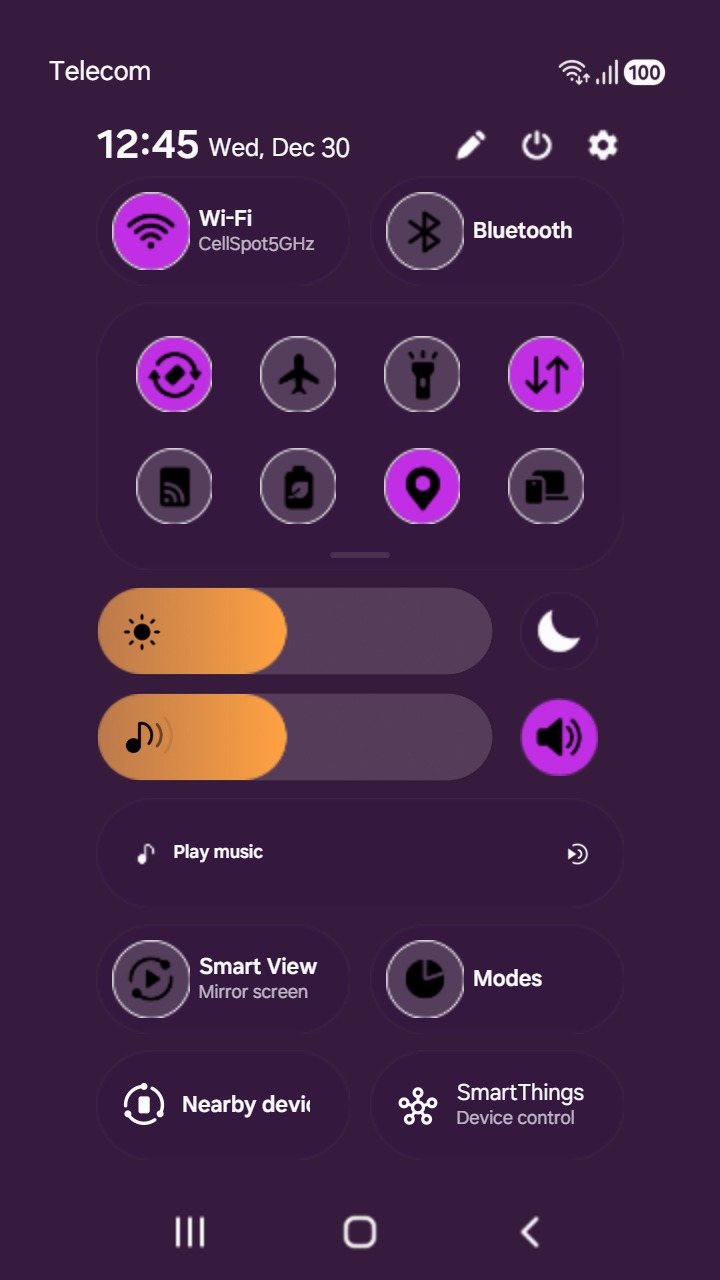 Telecom
100
12:45 Wed, Dec 30
Wi-Fi
CellSpot5GHz
Bluetooth
Play music
Smart View
Mirror screen
Modes
Nearby devi
SmartThings
Device control